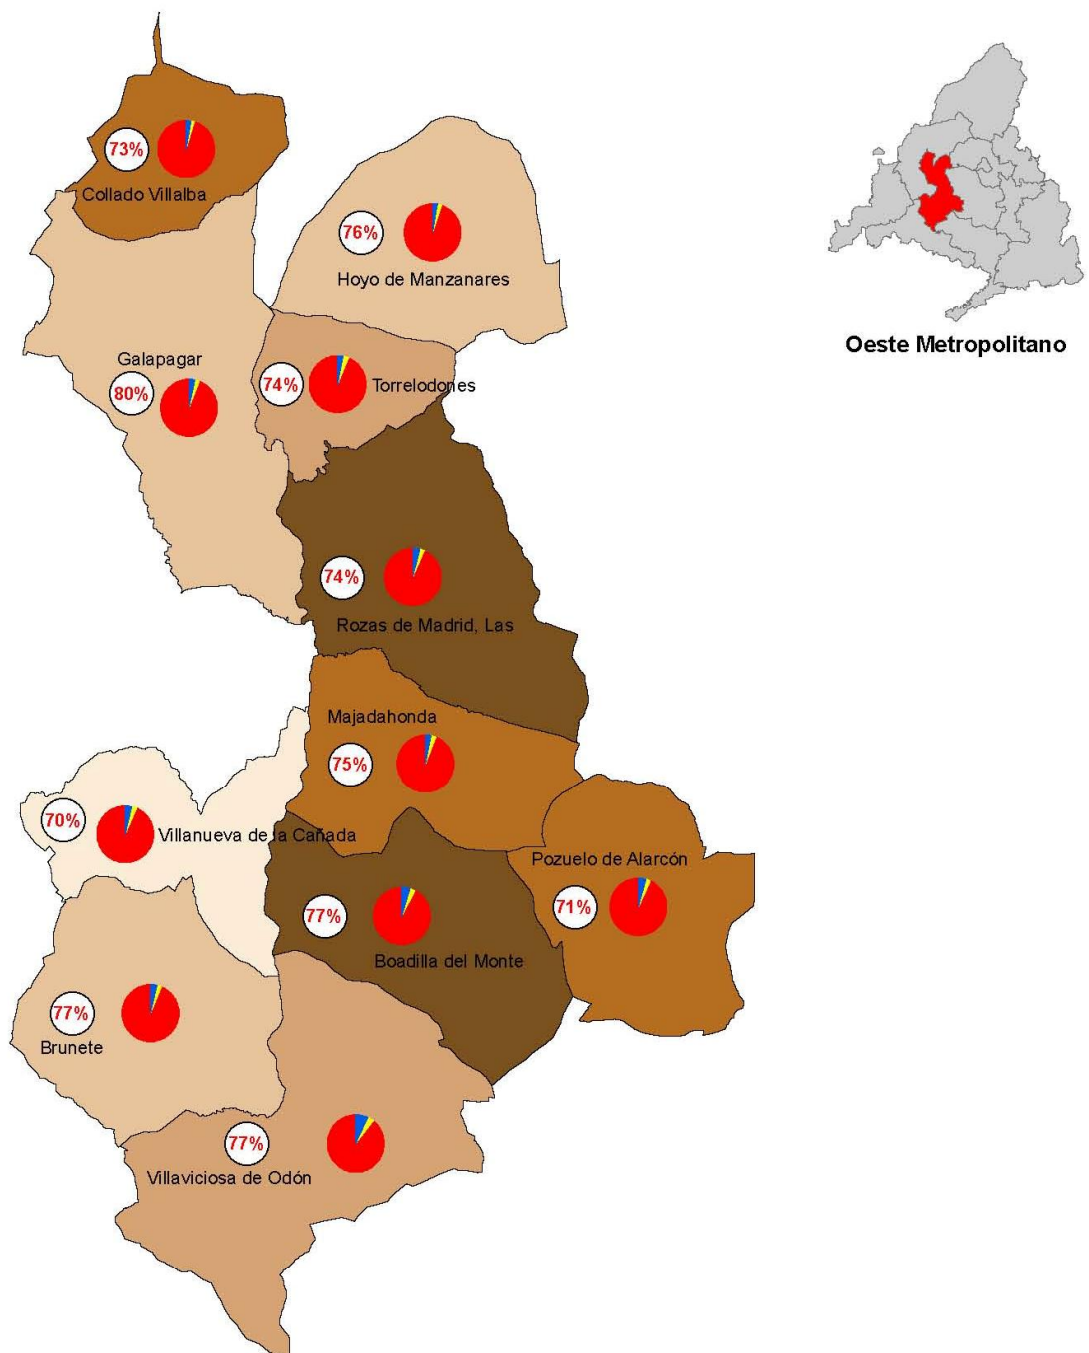 73%
Collado Villalba
76%
Hoyo de Manzanares
Oeste Metropolitano
Galapagar
80%
74%
Torrelodones
74%
Rozas de Madrid, Las
Majadahonda
75%
70%
Villanueva de la Cañada
Pozuelo de Alarcón
71%
77%
Boadilla del Monte
77%
Brunete
77%
Villaviciosa de Odón